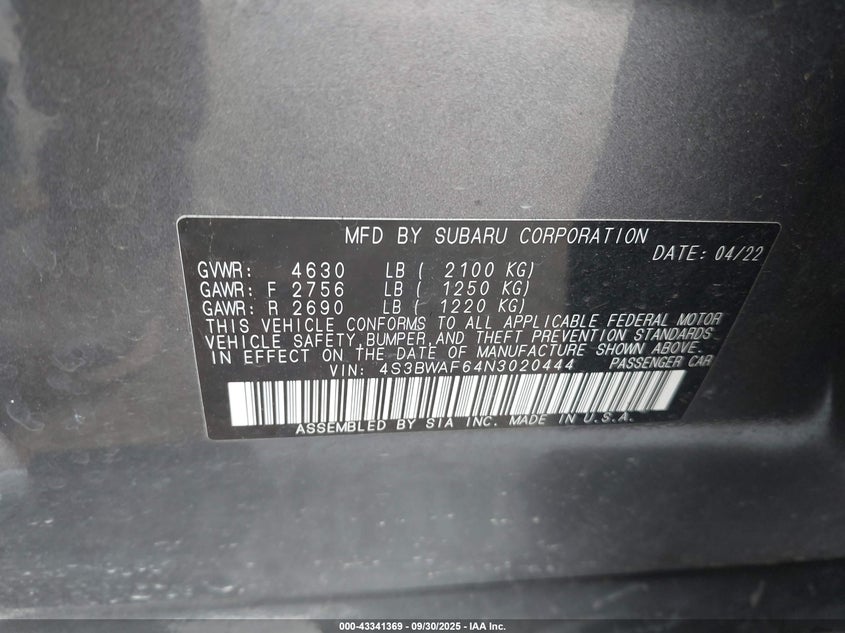 MFD BY SUBARU CORPORATION
DATE: 04/22
GVWR: 4630 LB ( 2100 KG)
GAWR: F 2756 LB ( 1250 KG)
GAWR: R 2690 LB ( 1220 KG)
THIS VEHICLE CONFORMS TO ALL APPLICABLE FEDERAL MOTOR
VEHICLE SAFETY, BUMPER, AND THEFT PREVENTION STANDARDS
IN EFFECT ON THE DATE OF MANUFACTURE SHOWN ABOVE.
VIN: 4S3BWAF64N3020444 PASSENGER CAR
ASSEMBLED BY SIA INC. MADE IN U.S.A.
000-43341369 - 09/30/2025 - IAA Inc.